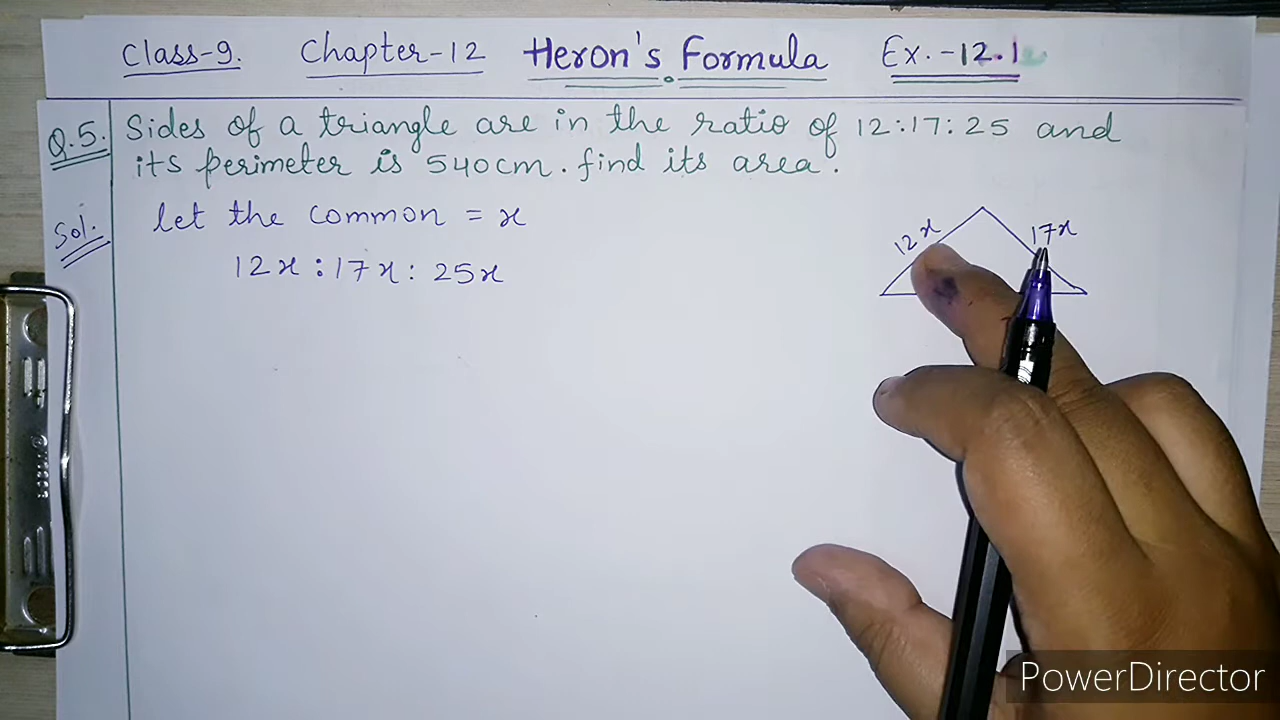 Class-9. Chapter-12 Heron's Formula Ex.-12.1
Q.5. Sides of a triangle are in the ratio of 12:17:25 and
its perimeter is 540cm. find its area.
Sol. let the common = x
12x : 17x : 25x
12x 17x
PowerDirector